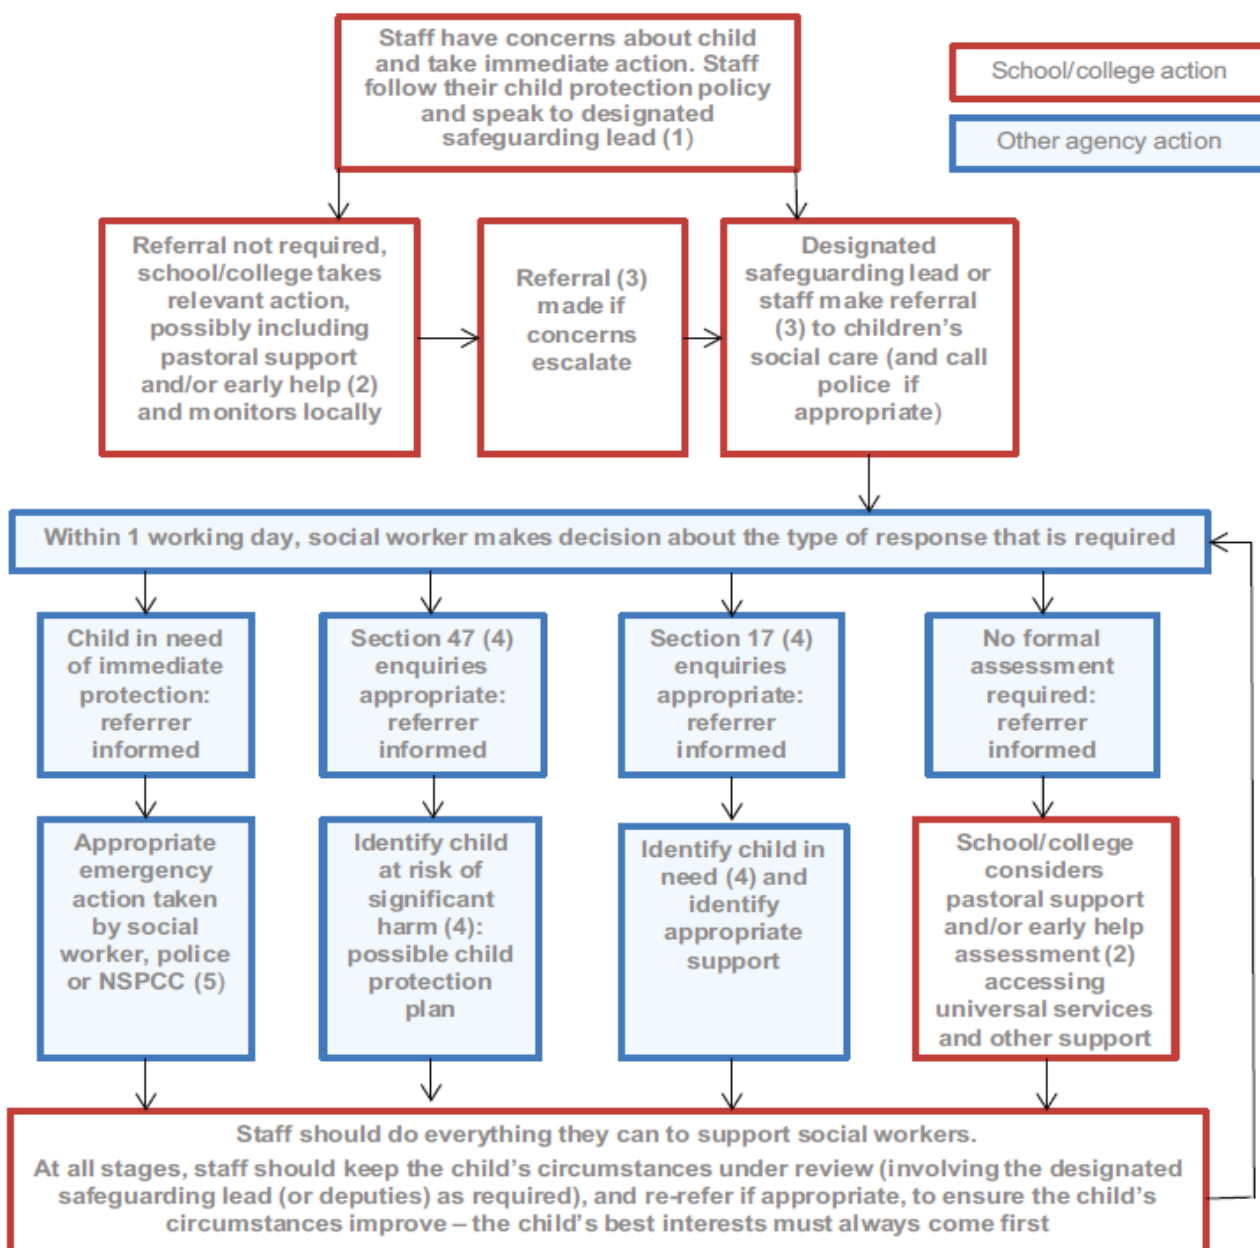 Staff have concerns about child
and take immediate action. Staff
follow their child protection policy
and speak to designated
safeguarding lead (1)
School/college action
Other agency action
Referral not required,
school/college takes
relevant action,
possibly including
pastoral support
and/or early help (2)
and monitors locally
Referral (3)
made if
concerns
escalate
Designated
safeguarding lead or
staff make referral
(3) to children’s
social care (and call
police if
appropriate)
Within 1 working day, social worker makes decision about the type of response that is required
Child in need
of immediate
protection:
referrer
informed
Section 47 (4)
enquiries
appropriate:
referrer
informed
Section 17 (4)
enquiries
appropriate:
referrer
informed
No formal
assessment
required:
referrer
informed
Appropriate
emergency
action taken
by social
worker, police
or NSPCC (5)
Identify child
at risk of
significant
harm (4):
possible child
protection
plan
Identify child in
need (4) and
identify
appropriate
support
School/college
considers
pastoral support
and/or early help
assessment (2)
accessing
universal services
and other support
Staff should do everything they can to support social workers.
At all stages, staff should keep the child’s circumstances under review (involving the designated
safeguarding lead (or deputies) as required), and re-refer if appropriate, to ensure the child’s
circumstances improve – the child’s best interests must always come first